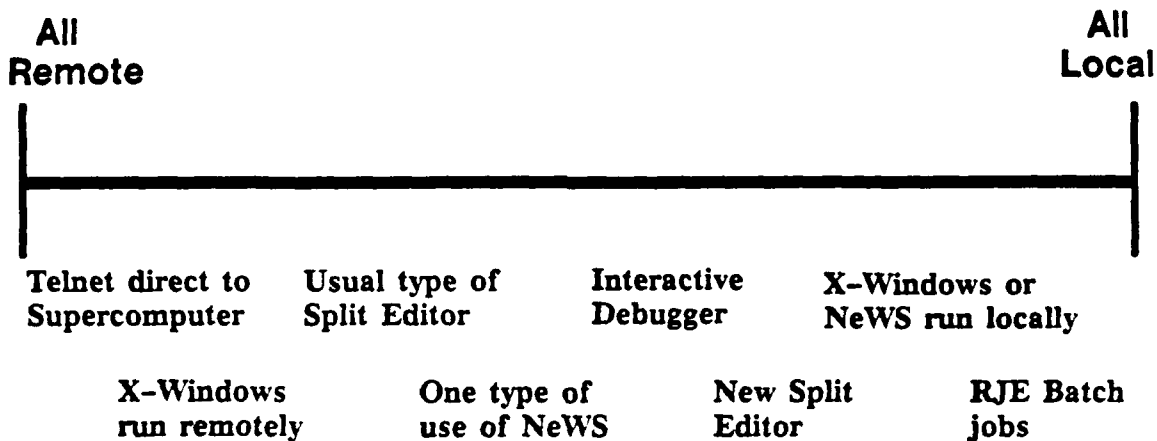 All
Remote
All
Local
Telnet direct to
Supercomputer
Usual type of
Split Editor
Interactive
Debugger
X-Windows or
NeWS run locally
X-Windows
run remotely
One type of
use of NeWS
New Split
Editor
RJE Batch
jobs